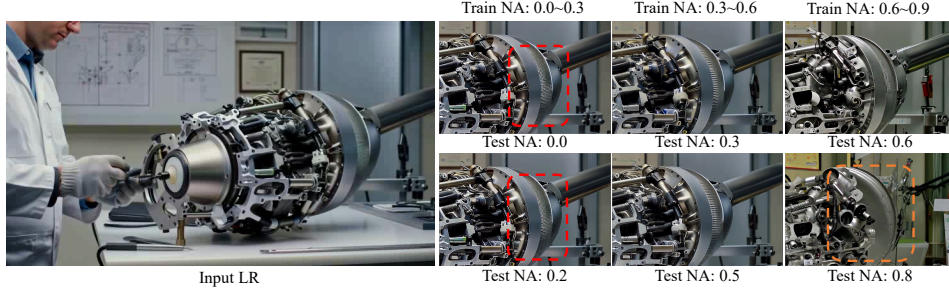 Train NA: 0.0~0.3
Train NA: 0.3~0.6
Train NA: 0.6~0.9
Test NA: 0.0
Test NA: 0.3
Test NA: 0.6
Input LR
Test NA: 0.2
Test NA: 0.5
Test NA: 0.8